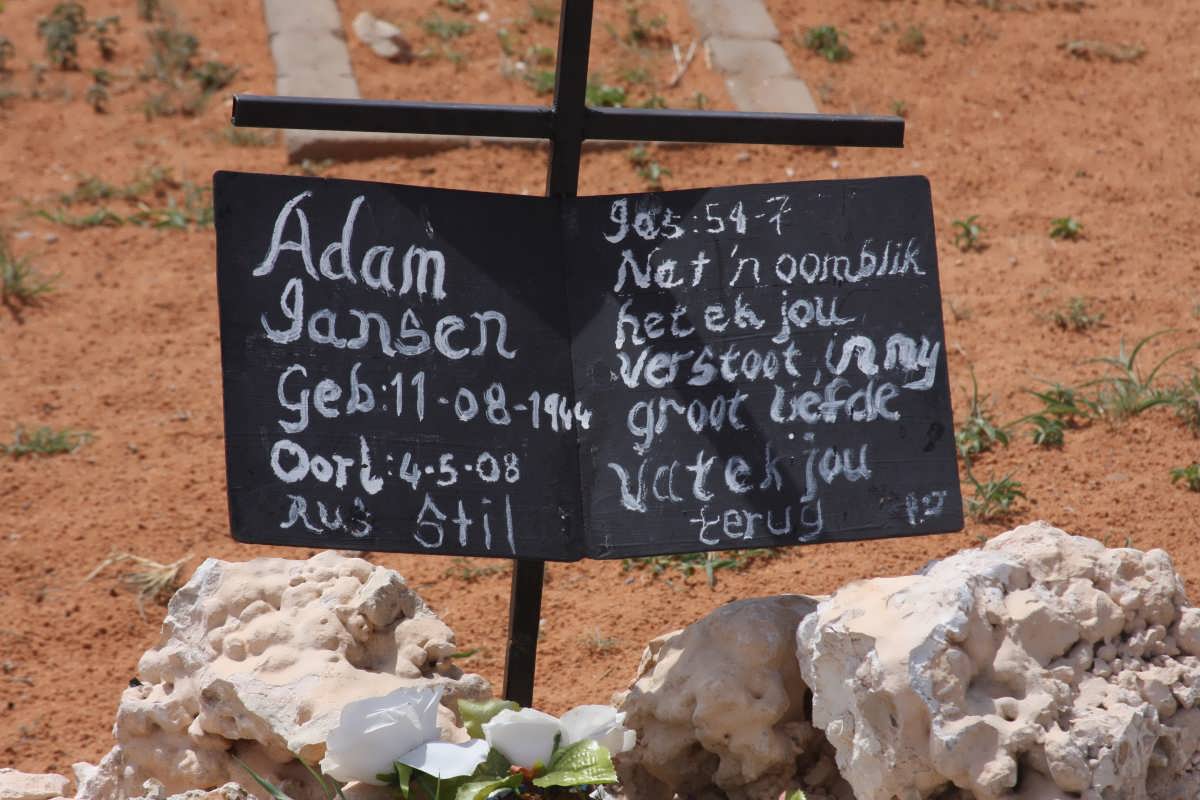 Adam
Jansen
Geb: 11-08-1944
Oorl: 4-5-08
Rus Stil
Jas: 54-7
Net 'n oomblik
het ek jou
verstoot, in my
groot liefde
vat ek jou
terug